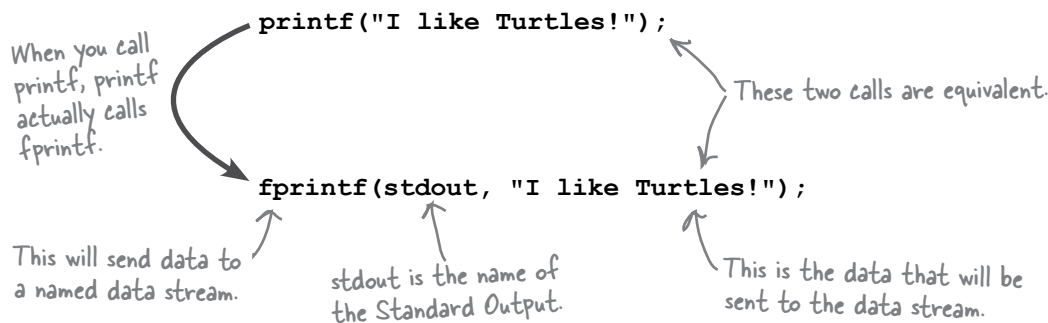 printf("I like Turtles!");
When you call
printf, printf
actually calls
fprintf.
These two calls are equivalent.
fprintf(stdout, "I like Turtles!");
This will send data to
a named data stream.
stdout is the name of
the Standard Output.
This is the data that will be
sent to the data stream.